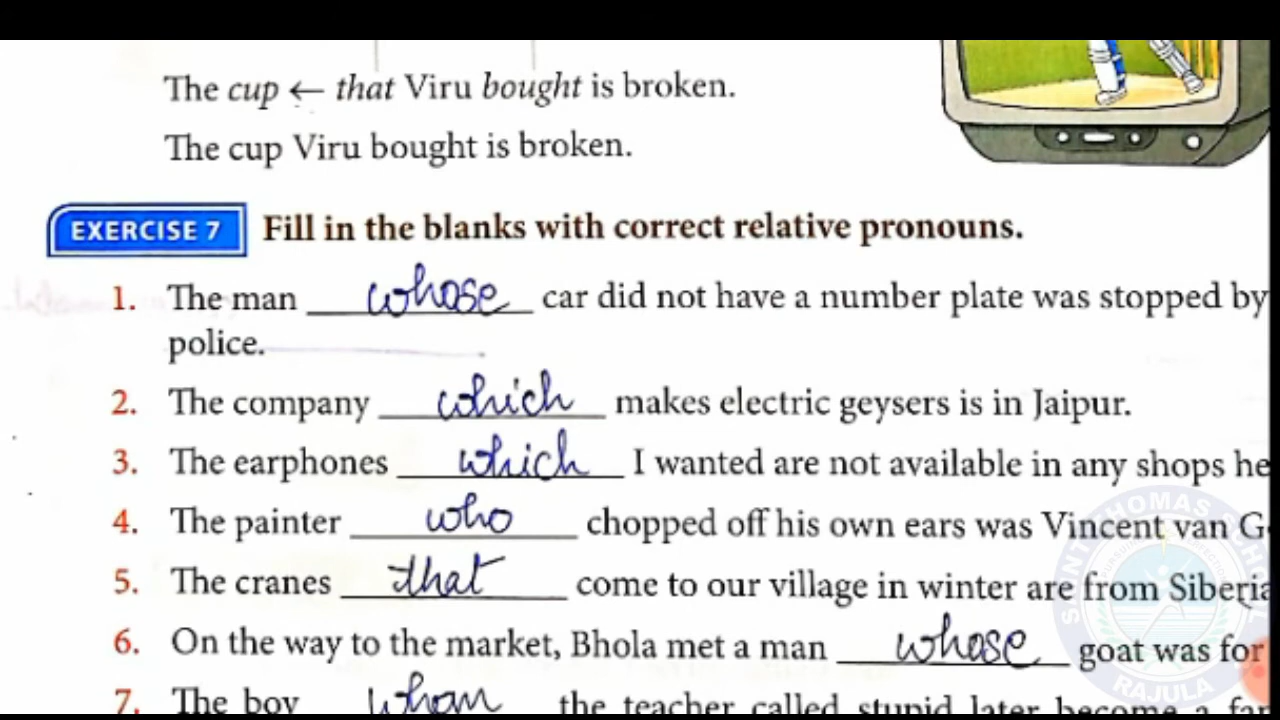 The cup ← that Viru bought is broken.
The cup Viru bought is broken.
EXERCISE 7 Fill in the blanks with correct relative pronouns.
1. The man whose car did not have a number plate was stopped by
police.
2. The company which makes electric geysers is in Jaipur.
3. The earphones which I wanted are not available in any shops he
4. The painter who chopped off his own ears was Vincent van G
5. The cranes that come to our village in winter are from Siberia
6. On the way to the market, Bhola met a man whose goat was for
7. The boy whom the teacher called stupid later become a fa
SAINT THOMAS SCHOOL
RAJULA